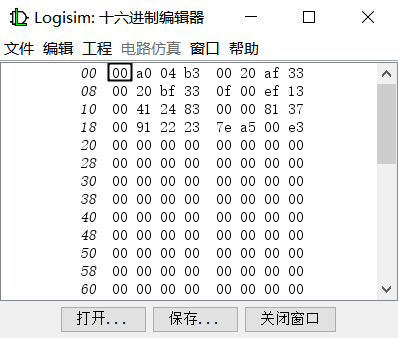 Logisim: 十六进制编辑器
文件 编辑 工程 电路仿真 窗口 帮助
00 00 a0 04 b3 00 20 af 33
08 00 20 bf 33 0f 00 ef 13
10 00 41 24 83 00 00 81 37
18 00 91 22 23 7e a5 00 e3
20 00 00 00 00 00 00 00 00
28 00 00 00 00 00 00 00 00
30 00 00 00 00 00 00 00 00
38 00 00 00 00 00 00 00 00
40 00 00 00 00 00 00 00 00
48 00 00 00 00 00 00 00 00
50 00 00 00 00 00 00 00 00
58 00 00 00 00 00 00 00 00
60 00 00 00 00 00 00 00 00
打开... 保存... 关闭窗口